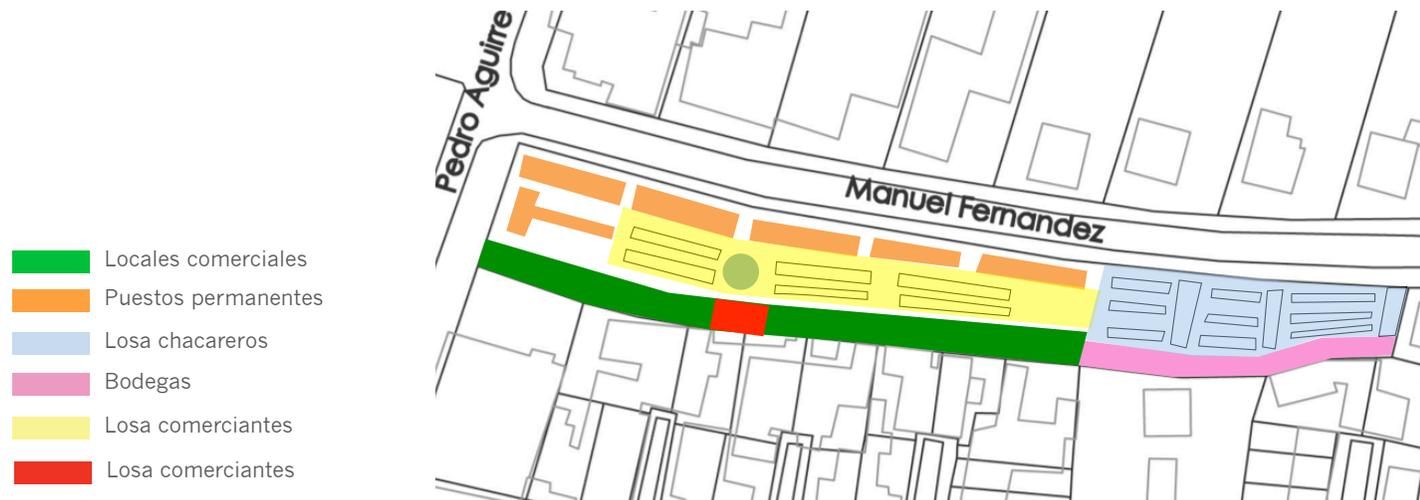 Pedro Aguirre
Manuel Fernandez
Locales comerciales
Puestos permanentes
Losa chacareros
Bodegas
Losa comerciantes
Losa comerciantes